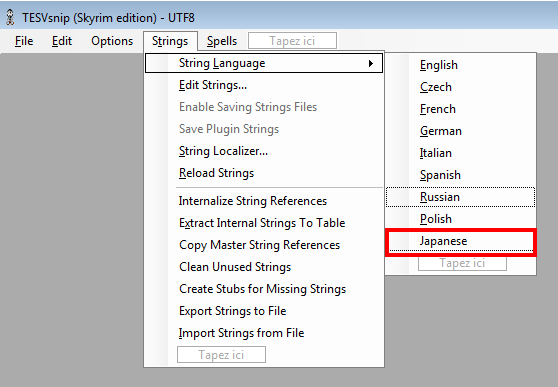 TESVsnip (Skyrim edition) - UTF8
File Edit Options Strings Spells Tapez ici
String Language
Edit Strings...
Enable Saving Strings Files
Save Plugin Strings
String Localizer...
Reload Strings
Internalize String References
Extract Internal Strings To Table
Copy Master String References
Clean Unused Strings
Create Stubs for Missing Strings
Export Strings to File
Import Strings from File
Tapez ici
English
Czech
French
German
Italian
Spanish
Russian
Polish
Japanese
Tapez ici